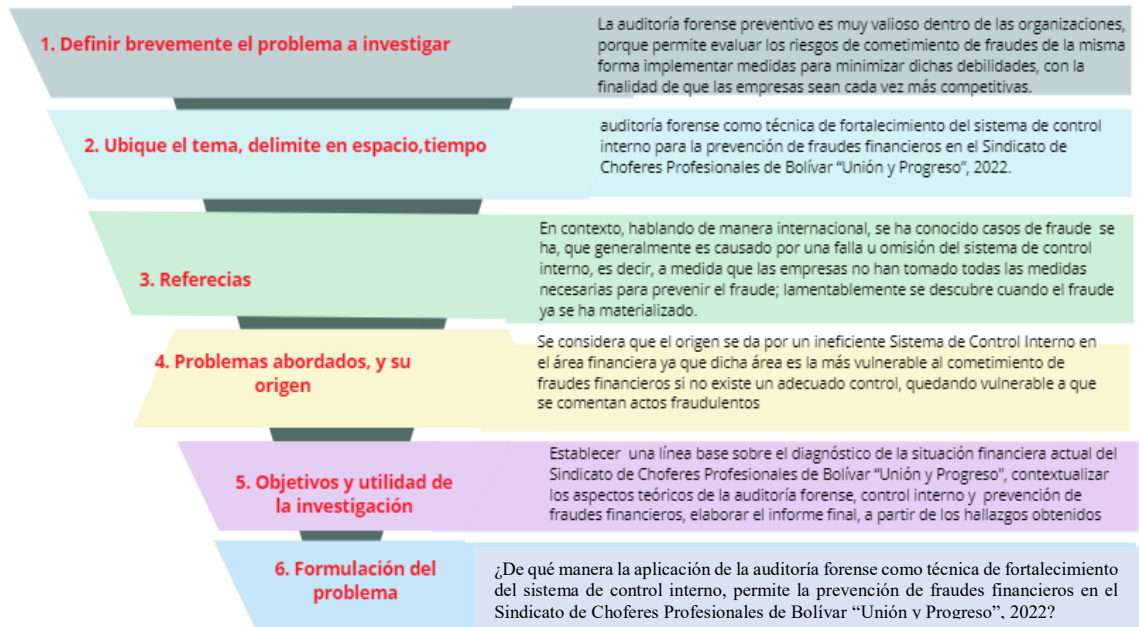 1. Definir brevemente el problema a investigar
La auditoría forense preventivo es muy valioso dentro de las organizaciones,
porque permite evaluar los riesgos de cometimiento de fraudes de la misma
forma implementar medidas para minimizar dichas debilidades, con la
finalidad de que las empresas sean cada vez más competitivas.
2. Ubique el tema, delimite en espacio,tiempo
auditoría forense como técnica de fortalecimiento del sistema de control
interno para la prevención de fraudes financieros en el Sindicato de
Choferes Profesionales de Bolívar “Unión y Progreso”, 2022.
3. Referecias
En contexto, hablando de manera internacional, se ha conocido casos de fraude se
ha, que generalmente es causado por una falla u omisión del sistema de control
interno, es decir, a medida que las empresas no han tomado todas las medidas
necesarias para prevenir el fraude; lamentablemente se descubre cuando el fraude
ya se ha materializado.
4. Problemas abordados, y su
origen
Se considera que el origen se da por un ineficiente Sistema de Control Interno en
el área financiera ya que dicha área es la más vulnerable al cometimiento de
fraudes financieros si no existe un adecuado control, quedando vulnerable a que
se comentan actos fraudulentos
5. Objetivos y utilidad de
la investigación
Establecer una línea base sobre el diagnóstico de la situación financiera actual del
Sindicato de Choferes Profesionales de Bolívar “Unión y Progreso”, contextualizar
los aspectos teóricos de la auditoría forense, control interno y prevención de
fraudes financieros, elaborar el informe final, a partir de los hallazgos obtenidos
6. Formulación del
problema
¿De qué manera la aplicación de la auditoría forense como técnica de fortalecimiento
del sistema de control interno, permite la prevención de fraudes financieros en el
Sindicato de Choferes Profesionales de Bolívar “Unión y Progreso”, 2022?